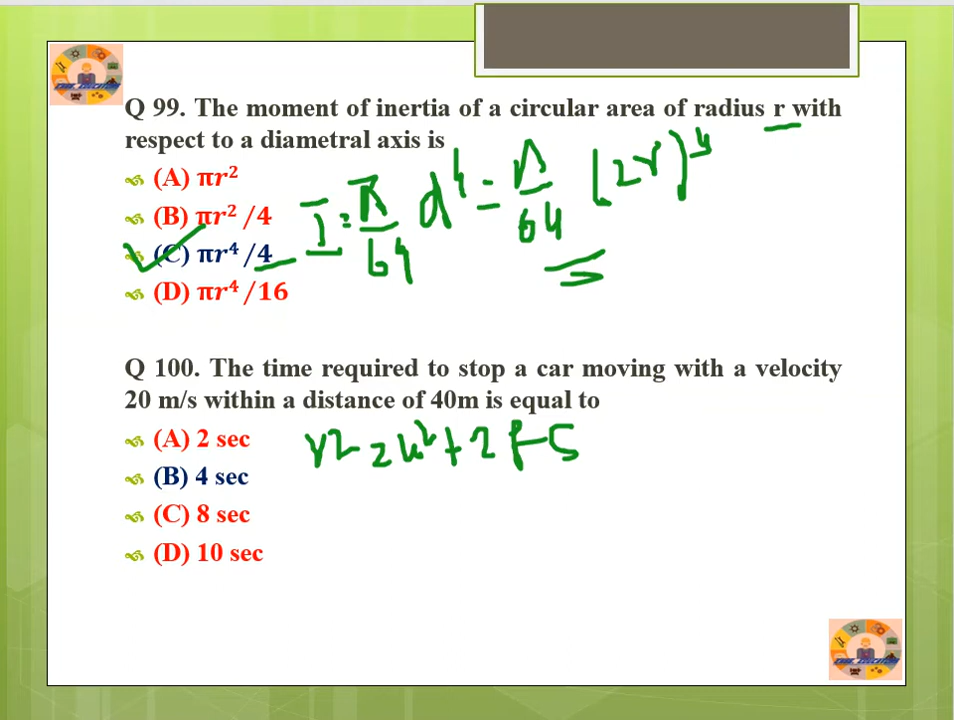 Q 99. The moment of inertia of a circular area of radius r with
respect to a diametral axis is
(A) πr²
(B) πr² /4
(C) πr⁴ /4
(D) πr⁴ /16
I = π/64 d⁴ = π/64 (2r)⁴
Q 100. The time required to stop a car moving with a velocity
20 m/s within a distance of 40m is equal to
(A) 2 sec
v2 = u² + 2 f s
(B) 4 sec
(C) 8 sec
(D) 10 sec